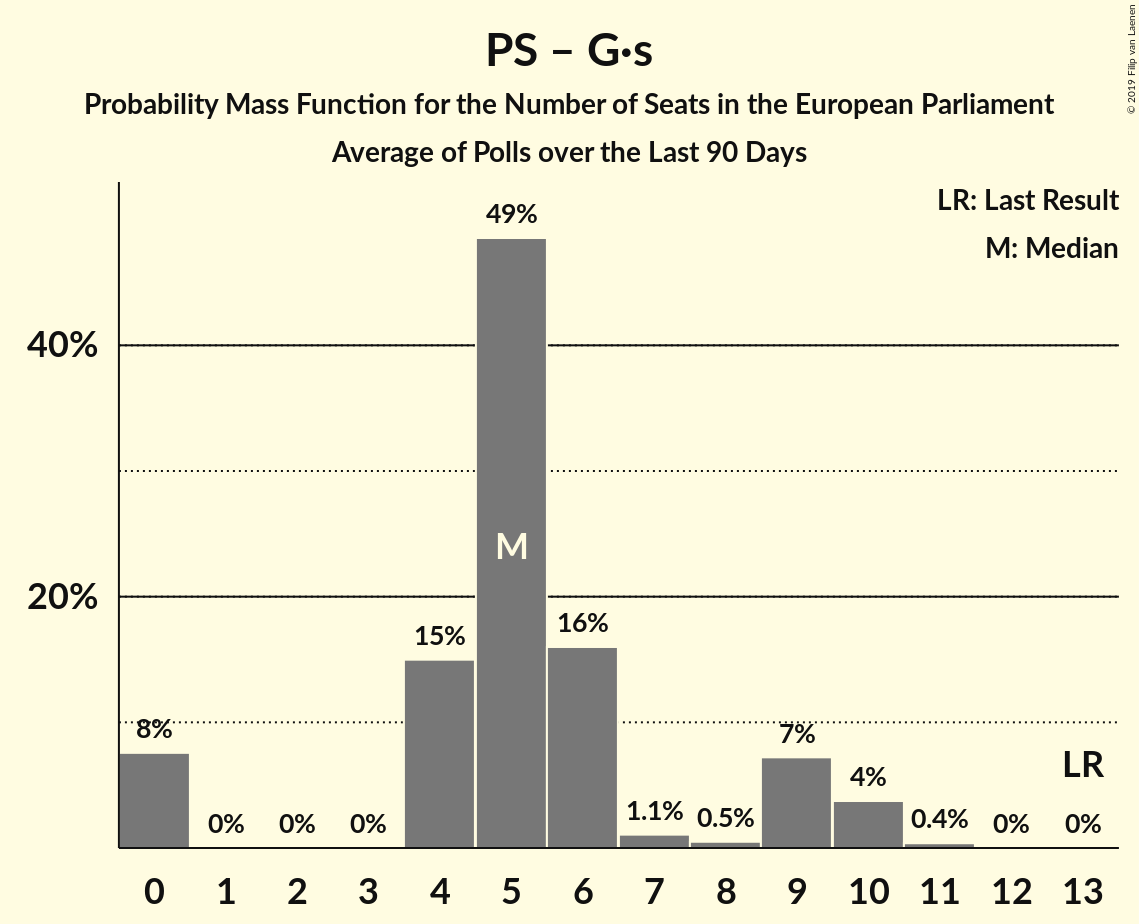 PS – G·s
Probability Mass Function for the Number of Seats in the European Parliament
Average of Polls over the Last 90 Days
© 2019 Filip van Laenen
LR: Last Result
M: Median
49%
40%
M
20%
15%
16%
8%
7%
LR
4%
0%
0%
0%
1.1%
0.5%
0.4%
0%
0%
0 1 2 3 4 5 6 7 8 9 10 11 12 13